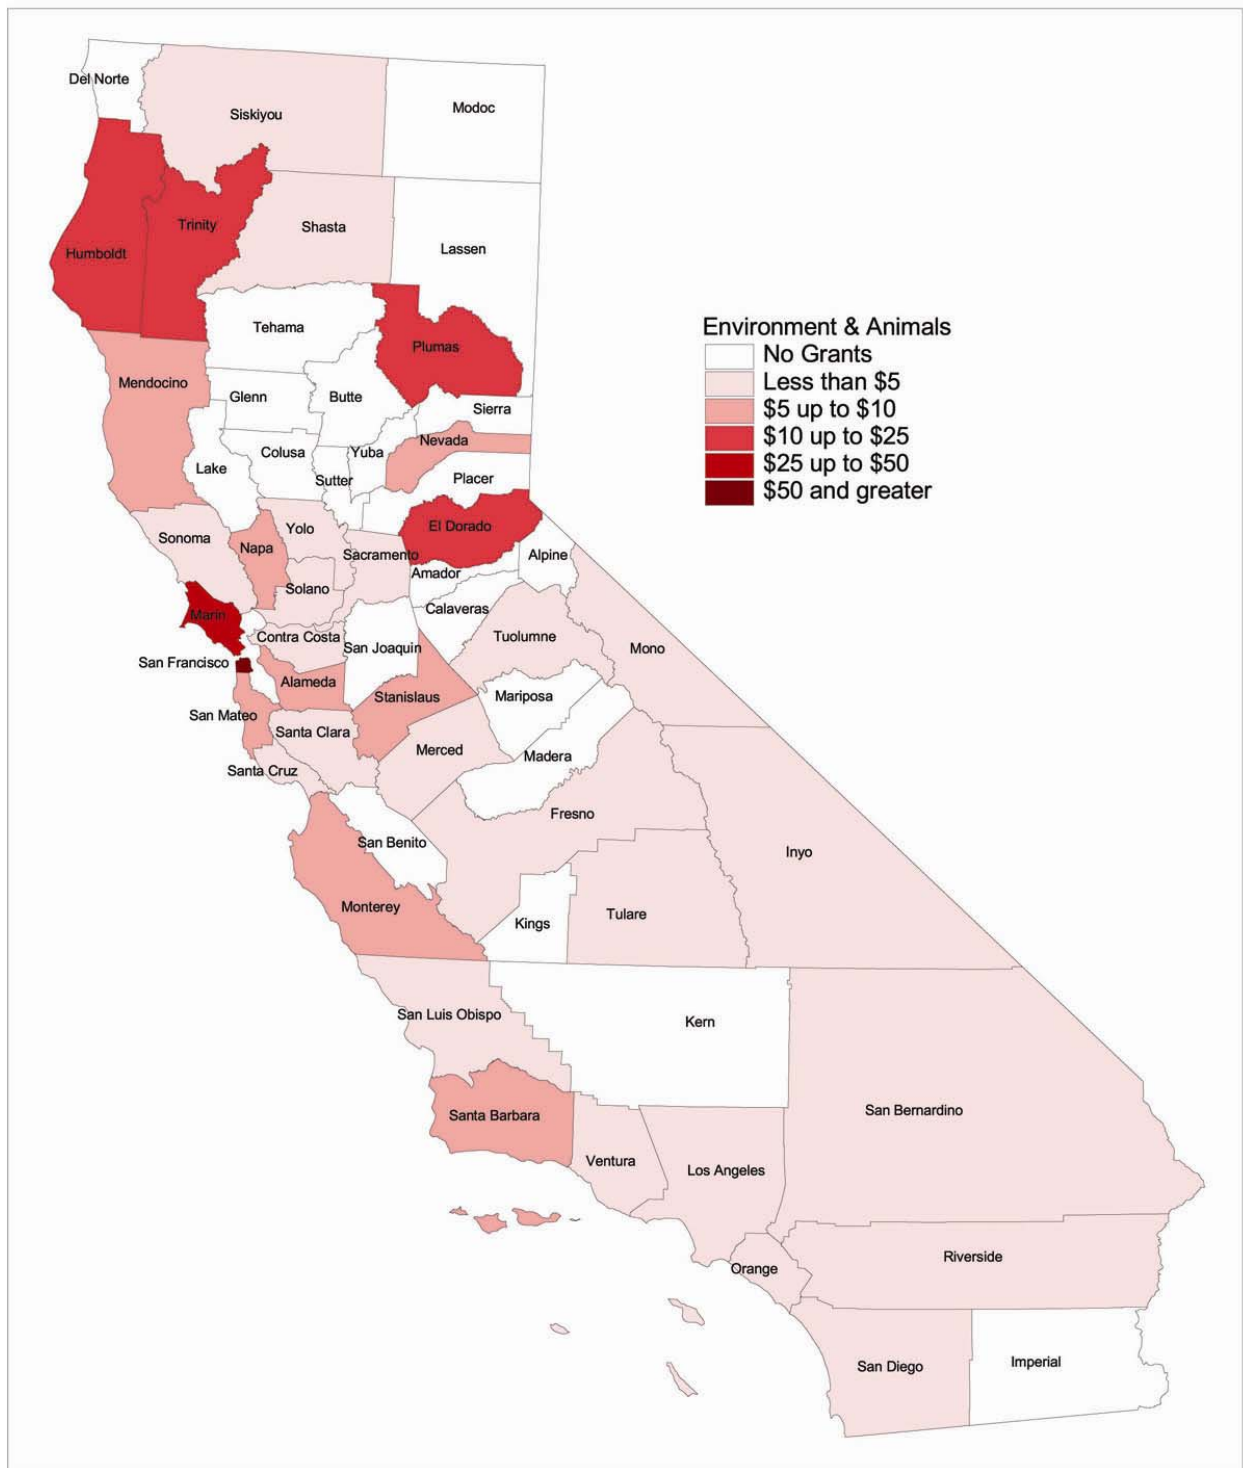 Del Norte
Siskiyou
Modoc
Humboldt
Trinity
Shasta
Lassen
Tehama
Plumas
Mendocino
Glenn
Butte
Sierra
Lake
Colusa
Sutter
Yuba
Nevada
Placer
Sonoma
Napa
Yolo
Sacramento
El Dorado
Alpine
Amador
Solano
Marin
Calaveras
Contra Costa
San Joaquin
Tuolumne
Mono
San Francisco
Alameda
Stanislaus
Mariposa
San Mateo
Santa Clara
Merced
Madera
Santa Cruz
Fresno
San Benito
Inyo
Monterey
Kings
Tulare
San Luis Obispo
Kern
Santa Barbara
San Bernardino
Ventura
Los Angeles
Orange
Riverside
San Diego
Imperial
Environment & Animals
No Grants
Less than $5
$5 up to $10
$10 up to $25
$25 up to $50
$50 and greater